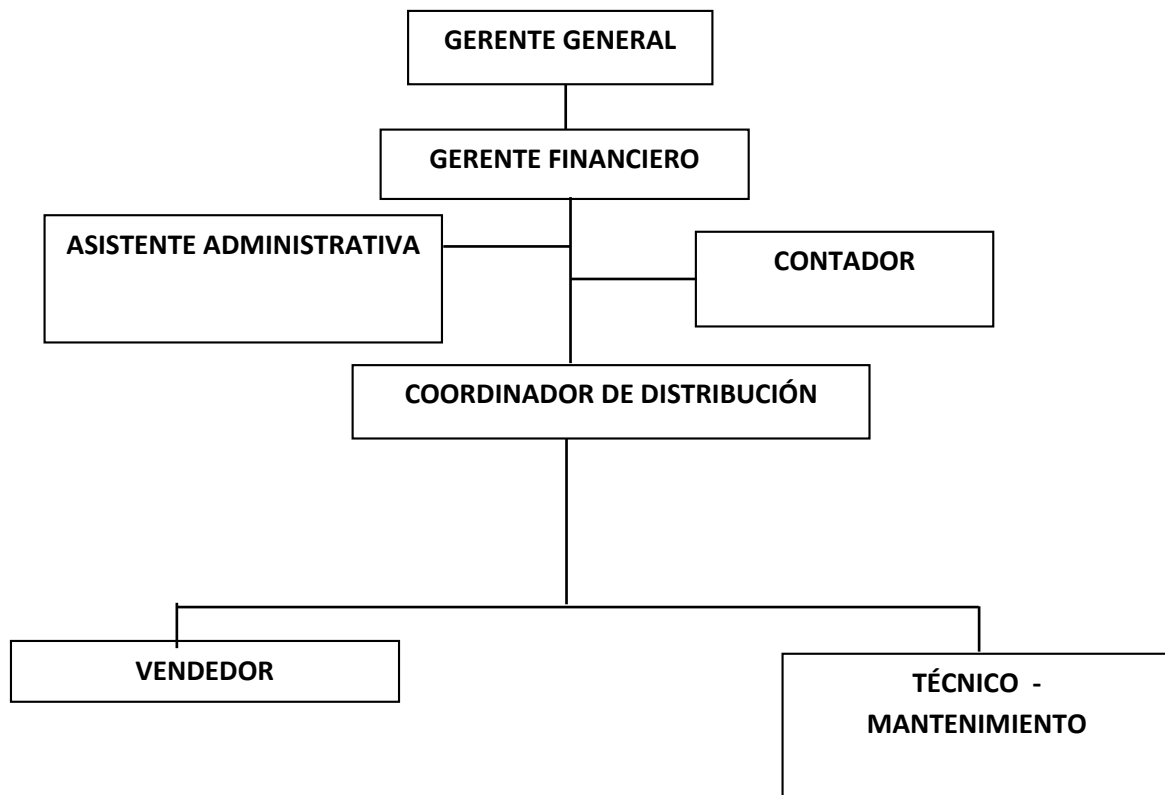 GERENTE GENERAL
GERENTE FINANCIERO
ASISTENTE ADMINISTRATIVA
CONTADOR
COORDINADOR DE DISTRIBUCIÓN
VENDEDOR
TÉCNICO -
MANTENIMIENTO